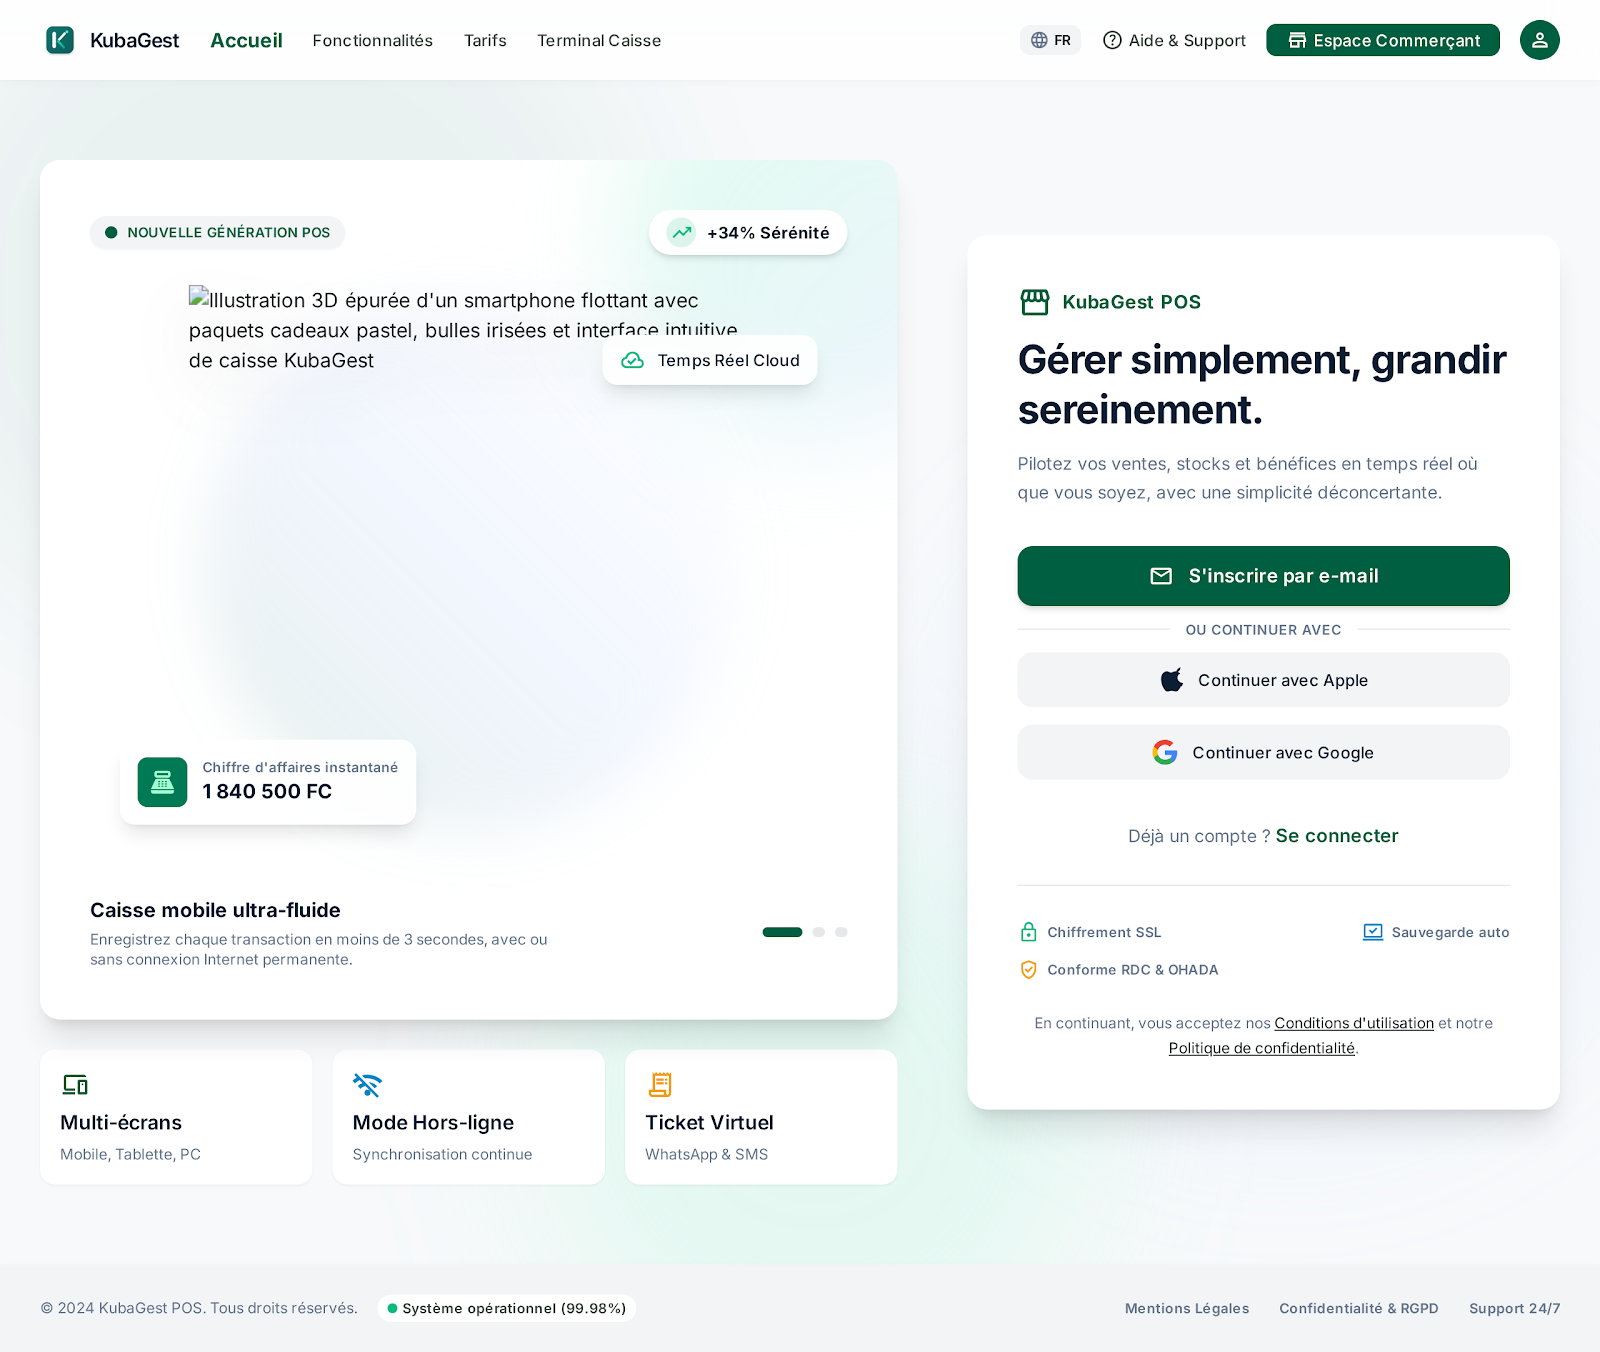 KubaGest
Accueil
Fonctionnalités
Tarifs
Terminal Caisse
FR
Aide & Support
Espace Commerçant
NOUVELLE GÉNÉRATION POS
+34% Sérénité
Illustration 3D épurée d'un smartphone flottant avec
paquets cadeaux pastel, bulles irisées et interface intuitive
de caisse KubaGest
Temps Réel Cloud
Chiffre d'affaires instantané
1 840 500 FC
Caisse mobile ultra-fluide
Enregistrez chaque transaction en moins de 3 secondes, avec ou
sans connexion Internet permanente.
Multi-écrans
Mobile, Tablette, PC
Mode Hors-ligne
Synchronisation continue
Ticket Virtuel
WhatsApp & SMS
KubaGest POS
Gérer simplement, grandir
sereinement.
Pilotez vos ventes, stocks et bénéfices en temps réel où
que vous soyez, avec une simplicité déconcertante.
S'inscrire par e-mail
OU CONTINUER AVEC
Continuer avec Apple
Continuer avec Google
Déjà un compte ? Se connecter
Chiffrement SSL
Sauvegarde auto
Conforme RDC & OHADA
En continuant, vous acceptez nos Conditions d'utilisation et notre
Politique de confidentialité.
© 2024 KubaGest POS. Tous droits réservés.
Système opérationnel (99.98%)
Mentions Légales
Confidentialité & RGPD
Support 24/7